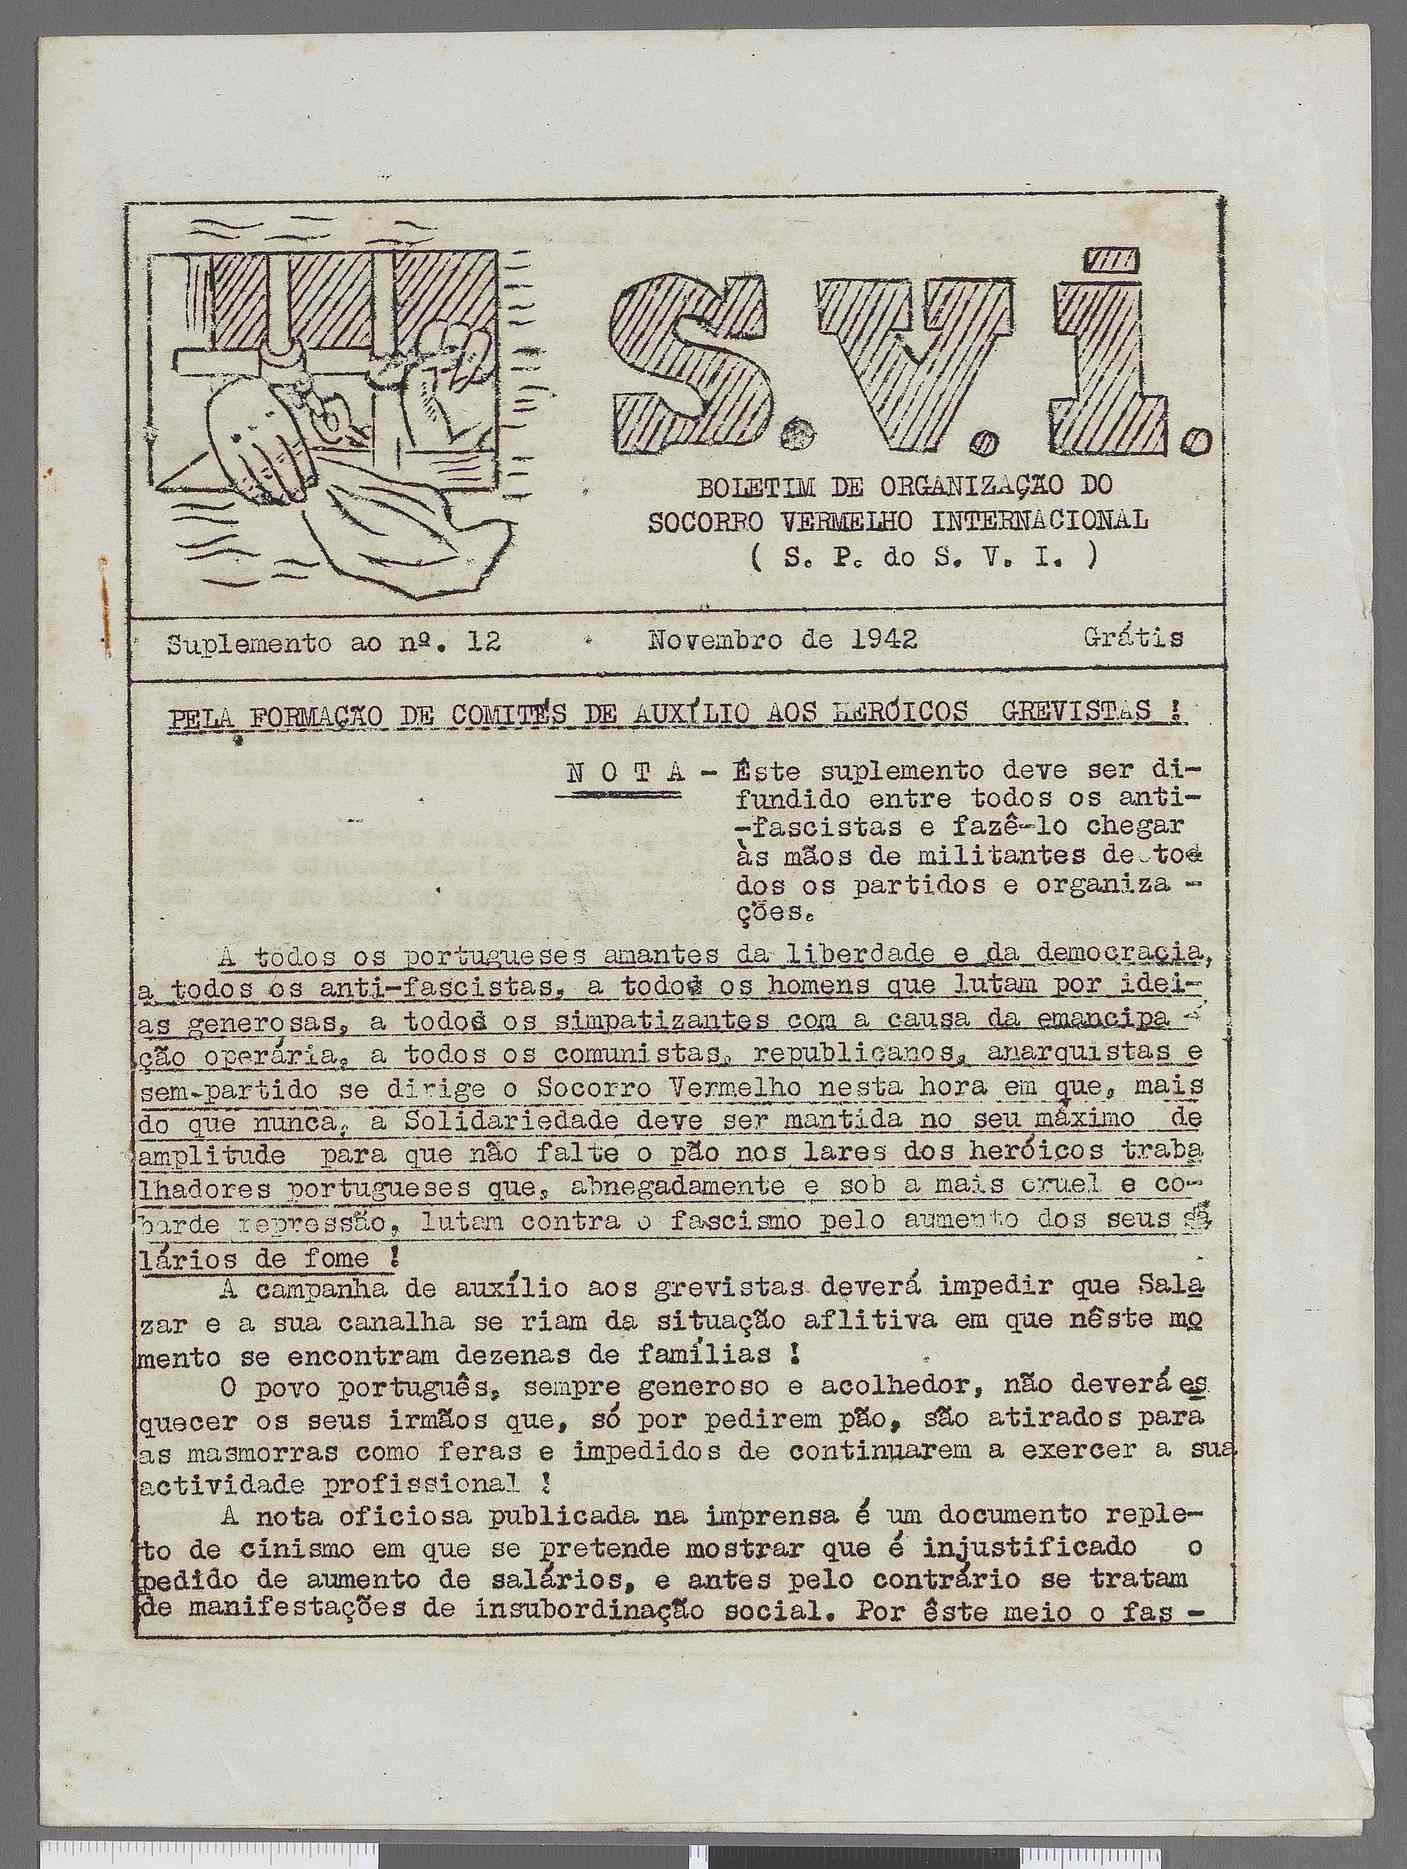 S.V.I.
BOLETIM DE ORGANIZAÇÃO DO
SOCORRO VERMELHO INTERNACIONAL
( S. P. do S. V. I. )
Suplemento ao nº. 12 Novembro de 1942 Grátis
PELA FORMAÇÃO DE COMITÉS DE AUXÍLIO AOS HERÓICOS GREVISTAS !
N O T A - Êste suplemento deve ser di-
fundido entre todos os anti-
-fascistas e fazê-lo chegar
às mãos de militantes de to-
dos os partidos e organiza -
ções.
A todos os portugueses amantes da liberdade e da democracia,
a todos os anti-fascistas, a todos os homens que lutam por idei-
as generosas, a todos os simpatizantes com a causa da emancipa -
ção operária, a todos os comunistas, republicanos, anarquistas e
sem-partido se dirige o Socorro Vermelho nesta hora em que, mais
do que nunca, a Solidariedade deve ser mantida no seu máximo de
amplitude para que não falte o pão nos lares dos heróicos traba
lhadores portugueses que, abnegadamente e sob a mais cruel e co-
barde repressão, lutam contra o fascismo pelo aumento dos seus sa
lários de fome !
A campanha de auxílio aos grevistas deverá impedir que Sala
zar e a sua canalha se riam da situação aflitiva em que nêste mo
mento se encontram dezenas de famílias !
O povo português, sempre generoso e acolhedor, não deverá es
quecer os seus irmãos que, só por pedirem pão, são atirados para
as masmorras como feras e impedidos de continuarem a exercer a sua
actividade profissional !
A nota oficiosa publicada na imprensa é um documento reple-
to de cinismo em que se pretende mostrar que é injustificado o
pedido de aumento de salários, e antes pelo contrário se tratam
de manifestações de insubordinação social. Por êste meio o fas -